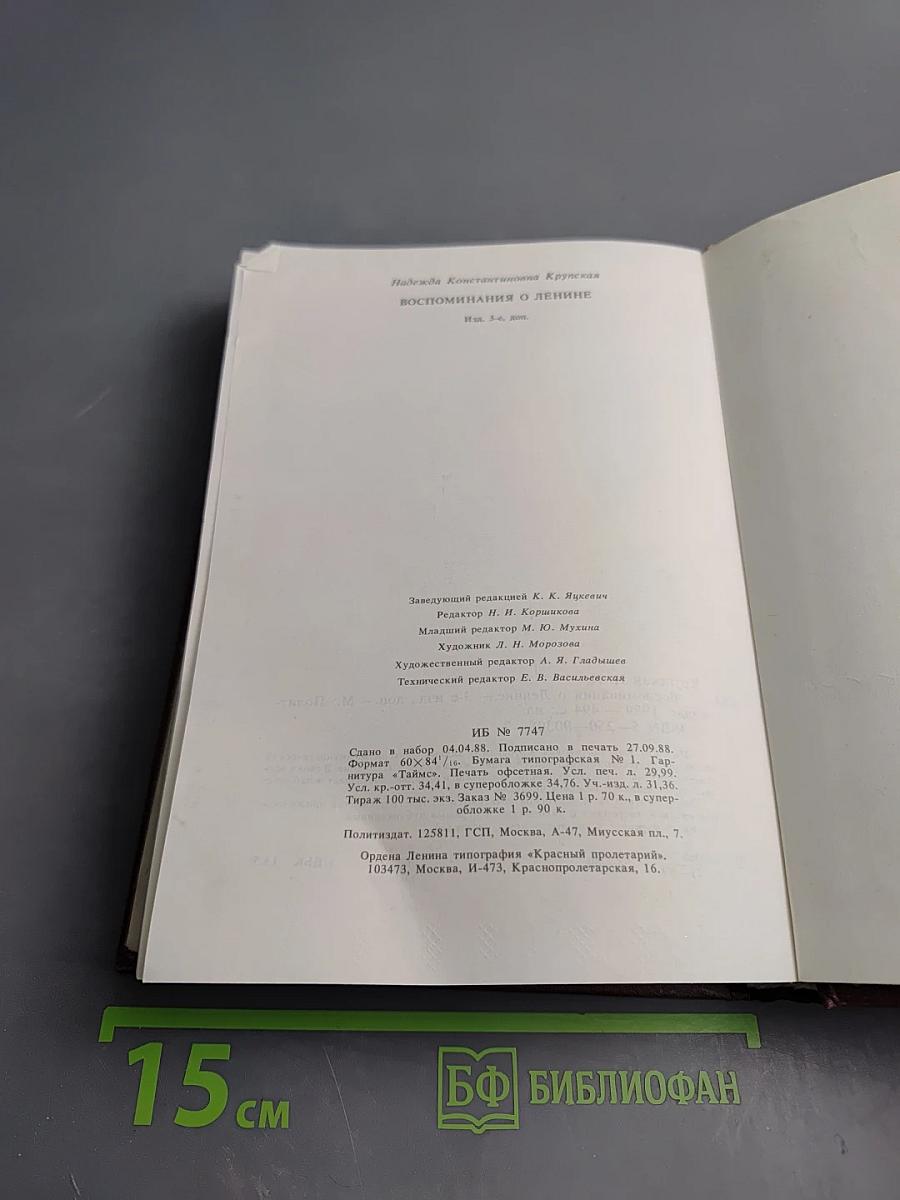 Надежда Константиновна Крупская
ВОСПОМИНАНИЯ О ЛЕНИНЕ
Изд. 3-е, доп.
Заведующий редакцией К. К. Яцкевич
Редактор Н. И. Коршикова
Младший редактор М. Ю. Мухина
Художник Л. Н. Морозова
Художественный редактор А. Я. Гладышев
Технический редактор Е. В. Васильевская
ИБ № 7747
Сдано в набор 04.04.88. Подписано в печать 27.09.88.
Формат 60×84¹/₁₆. Бумага типографская № 1. Гар-
нитура «Таймс». Печать офсетная. Усл. печ. л. 29,99.
Усл. кр.-отт. 34,41, в суперобложке 34,76. Уч.-изд. л. 31,36.
Тираж 100 тыс. экз. Заказ № 3699. Цена 1 р. 70 к., в супер-
обложке 1 р. 90 к.
Политиздат. 125811, ГСП, Москва, А-47, Миусская пл., 7.
Ордена Ленина типография «Красный пролетарий».
103473, Москва, И-473, Краснопролетарская, 16.
15 см
БФ БИБЛИОФАН